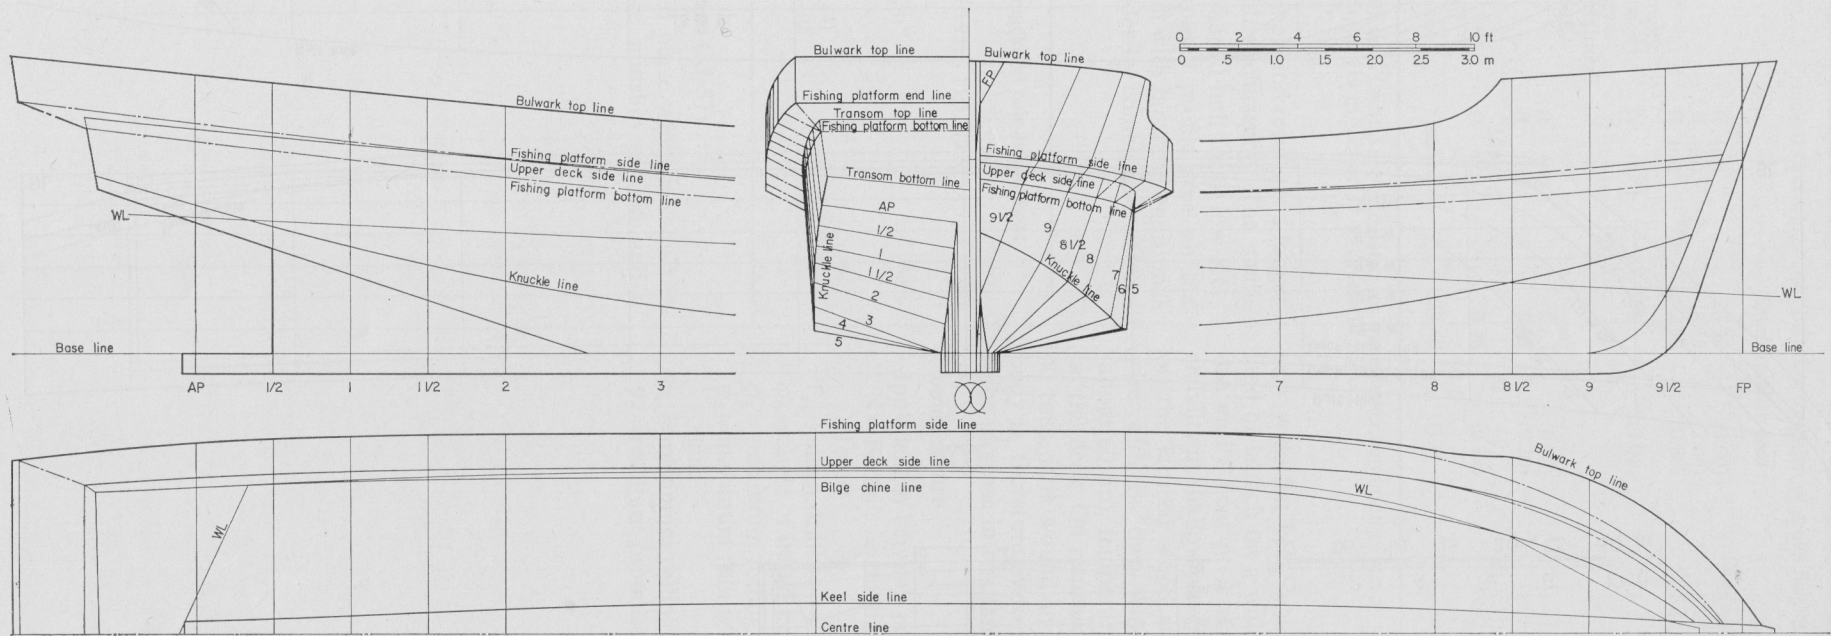 Bulwark top line
Fishing platform side line
Upper deck side line
Fishing platform bottom line
WL
Knuckle line
Base line
AP 1/2 1 1 1/2 2 3
Bulwark top line
Fishing platform end line
Transom top line
Fishing platform bottom line
Transom bottom line
AP
1/2
1
1 1/2
2
3
4
5
Knuckle line
Bulwark top line
FP
Fishing platform side line
Upper deck side line
Fishing platform bottom line
9 1/2
9
8 1/2
8
7
6 5
Knuckle line
0 2 4 6 8 10 ft
0 .5 1.0 1.5 2.0 2.5 3.0 m
WL
Base line
7 8 8 1/2 9 9 1/2 FP
Fishing platform side line
Upper deck side line
Bilge chine line
WL
WL
Bulwark top line
Keel side line
Centre line